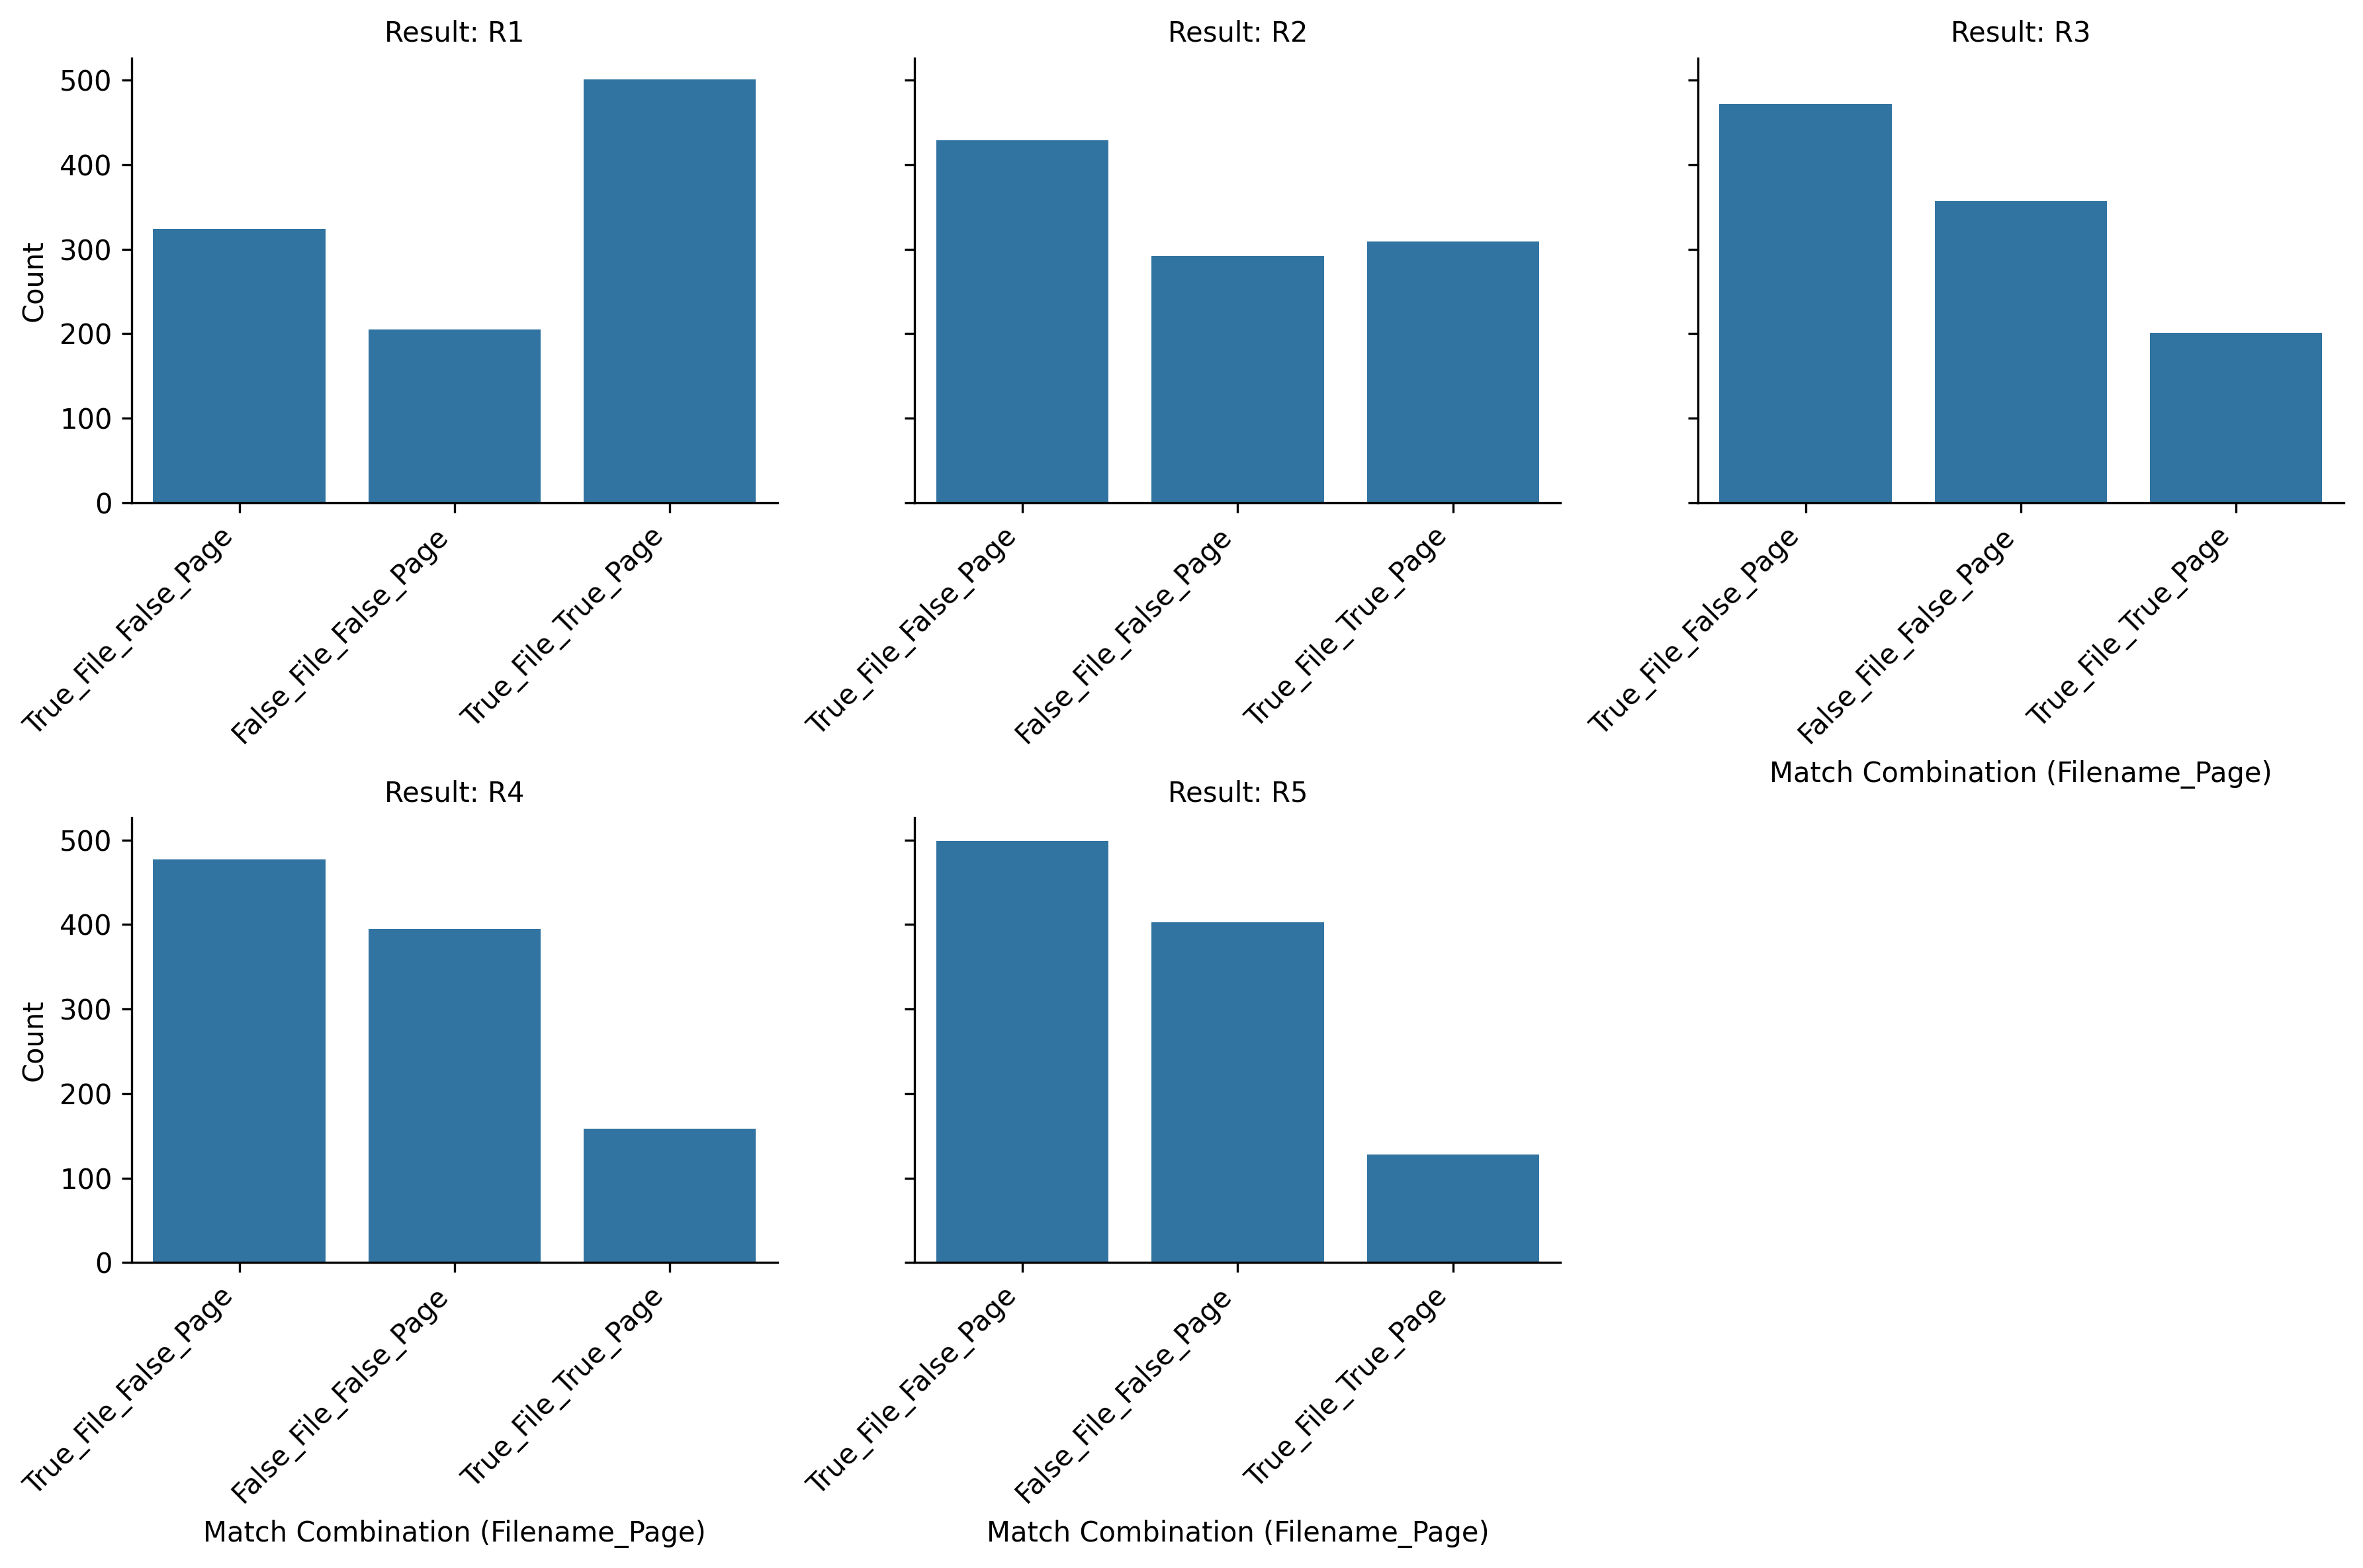 Result: R1
Result: R2
Result: R3
Count
500
400
300
200
100
0
True_File_False_Page
False_File_False_Page
True_File_True_Page
True_File_False_Page
False_File_False_Page
True_File_True_Page
True_File_False_Page
False_File_False_Page
True_File_True_Page
Match Combination (Filename_Page)
Result: R4
Result: R5
Count
500
400
300
200
100
0
True_File_False_Page
False_File_False_Page
True_File_True_Page
True_File_False_Page
False_File_False_Page
True_File_True_Page
Match Combination (Filename_Page)
Match Combination (Filename_Page)